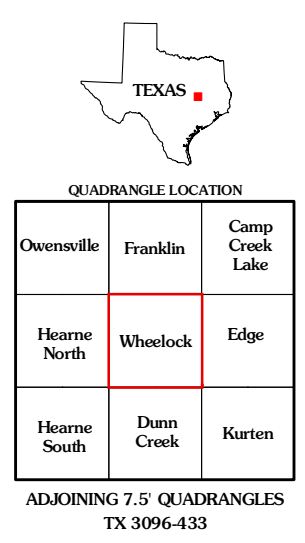 TEXAS
QUADRANGLE LOCATION
Owensville
Franklin
Camp
Creek
Lake
Hearne
North
Wheelock
Edge
Hearne
South
Dunn
Creek
Kurten
ADJOINING 7.5' QUADRANGLES
TX 3096-433